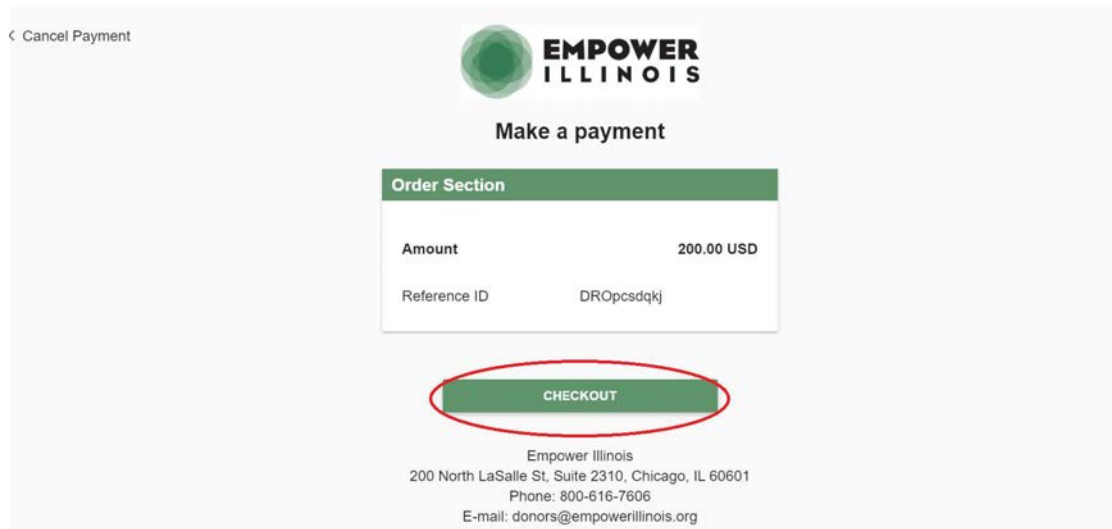 Cancel Payment
EMPOWER
ILLINOIS
Make a payment
Order Section
Amount 200.00 USD
Reference ID DROpcsdqkj
CHECKOUT
Empower Illinois
200 North LaSalle St, Suite 2310, Chicago, IL 60601
Phone: 800-616-7606
E-mail: donors@empowerillinois.org